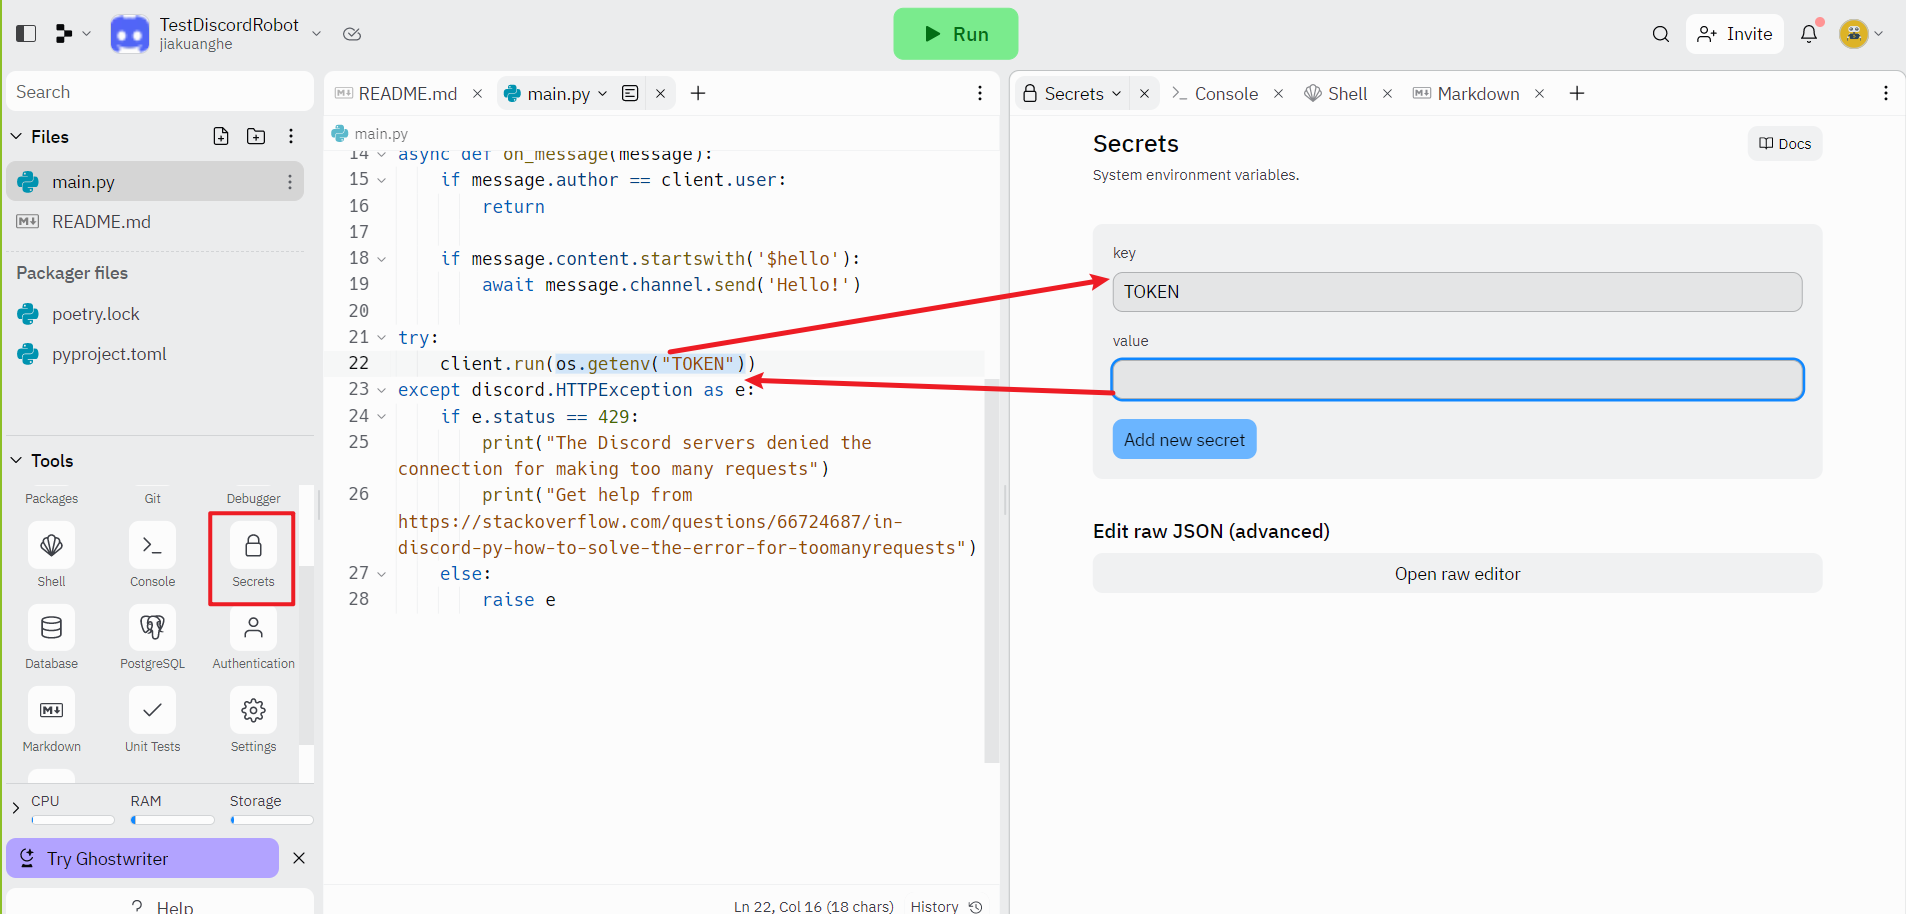 TestDiscordRobot
jiakuanghe
Run
Invite
Search
Files
main.py
README.md
Packager files
poetry.lock
pyproject.toml
Tools
Packages Git Debugger
Shell Console Secrets
Database PostgreSQL Authentication
Markdown Unit Tests Settings
CPU RAM Storage
Try Ghostwriter
Help
README.md main.py
main.py
14 async def on_message(message):
15 if message.author == client.user:
16 return
17
18 if message.content.startswith('$hello'):
19 await message.channel.send('Hello!')
20
21 try:
22 client.run(os.getenv("TOKEN"))
23 except discord.HTTPException as e:
24 if e.status == 429:
25 print("The Discord servers denied the
connection for making too many requests")
26 print("Get help from
https://stackoverflow.com/questions/66724687/in-
discord-py-how-to-solve-the-error-for-toomanyrequests")
27 else:
28 raise e
Ln 22, Col 16 (18 chars) History
Secrets Console Shell Markdown
Secrets
Docs
System environment variables.
key
TOKEN
value
Add new secret
Edit raw JSON (advanced)
Open raw editor